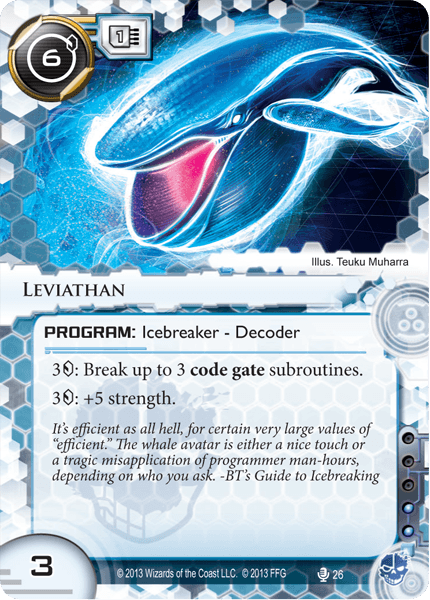 6
1
Illus. Teuku Muharra
LEVIATHAN
PROGRAM: Icebreaker - Decoder
3: Break up to 3 code gate subroutines.
3: +5 strength.
It's efficient as all hell, for certain very large values of
“efficient.” The whale avatar is either a nice touch or
a tragic misapplication of programmer man-hours,
depending on who you ask. -BT's Guide to Icebreaking
3
© 2013 Wizards of the Coast LLC. © 2013 FFG
26